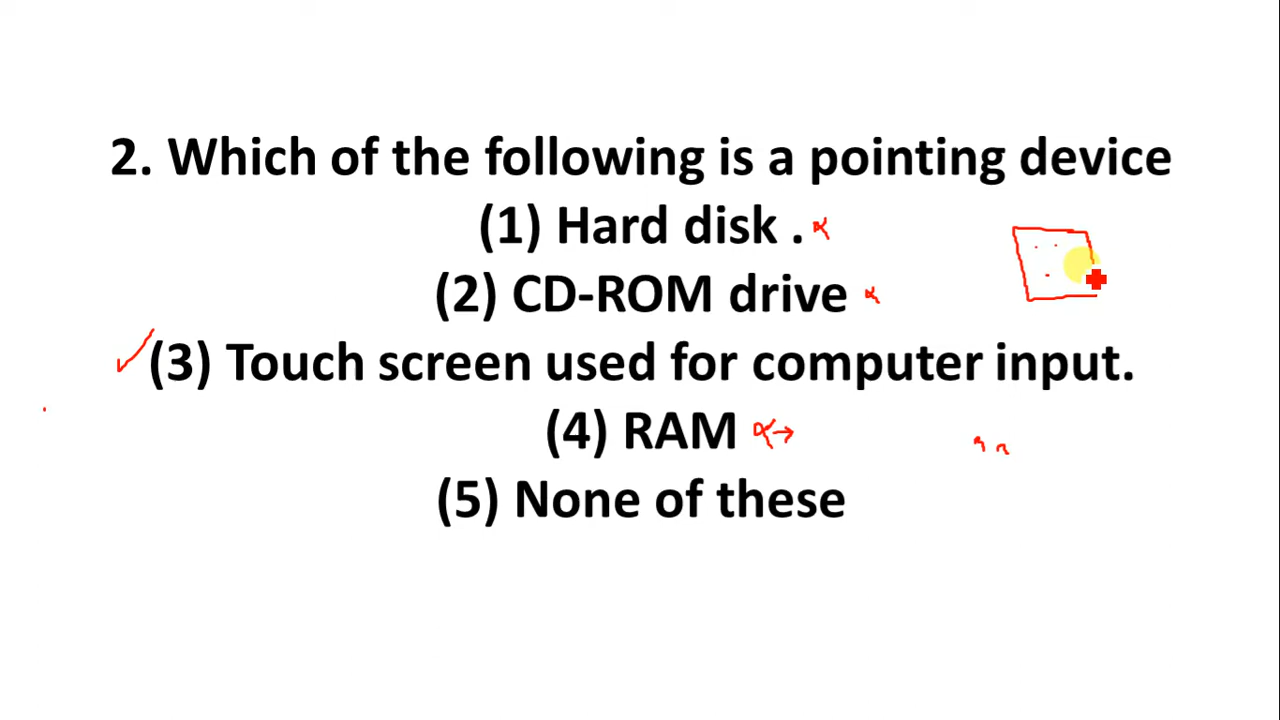 2. Which of the following is a pointing device
(1) Hard disk .
(2) CD-ROM drive
(3) Touch screen used for computer input.
(4) RAM
(5) None of these